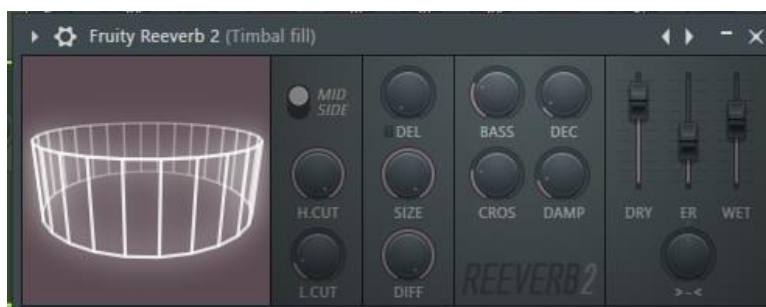 Fruity Reeverb 2 (Timbal fill)
MID
SIDE
DEL
BASS
DEC
H.CUT
SIZE
CROS
DAMP
DRY
ER
WET
L.CUT
DIFF
REEVERB2
>-<